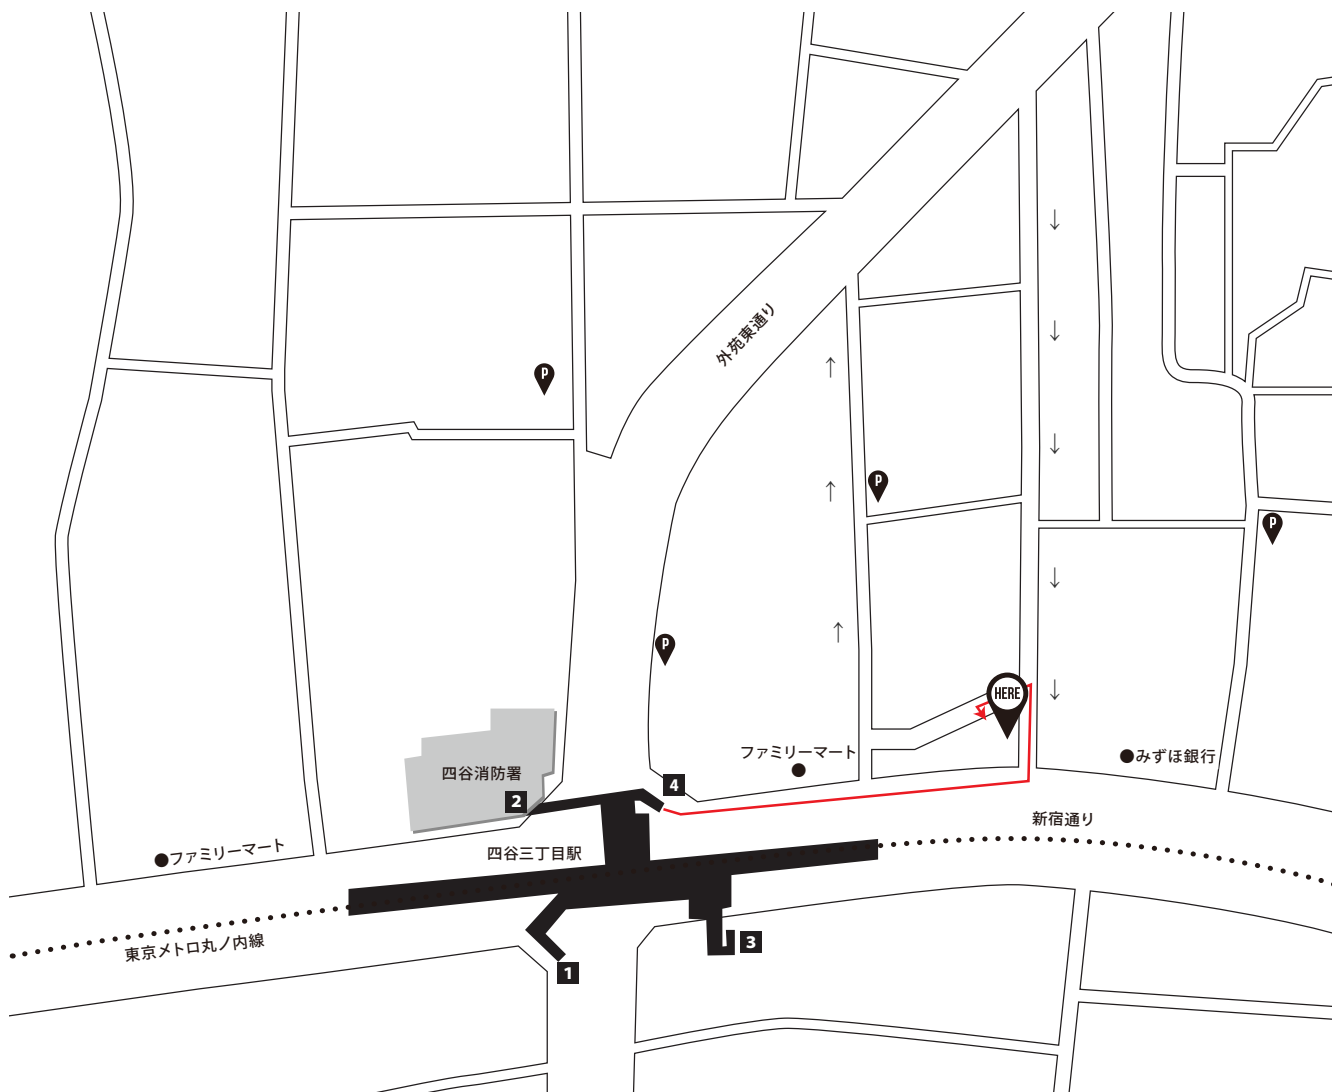 外苑東通り
P
P
P
P
HERE
ファミリーマート
みずほ銀行
四谷消防署
4
2
新宿通り
ファミリーマート
四谷三丁目駅
東京メトロ丸ノ内線
3
1